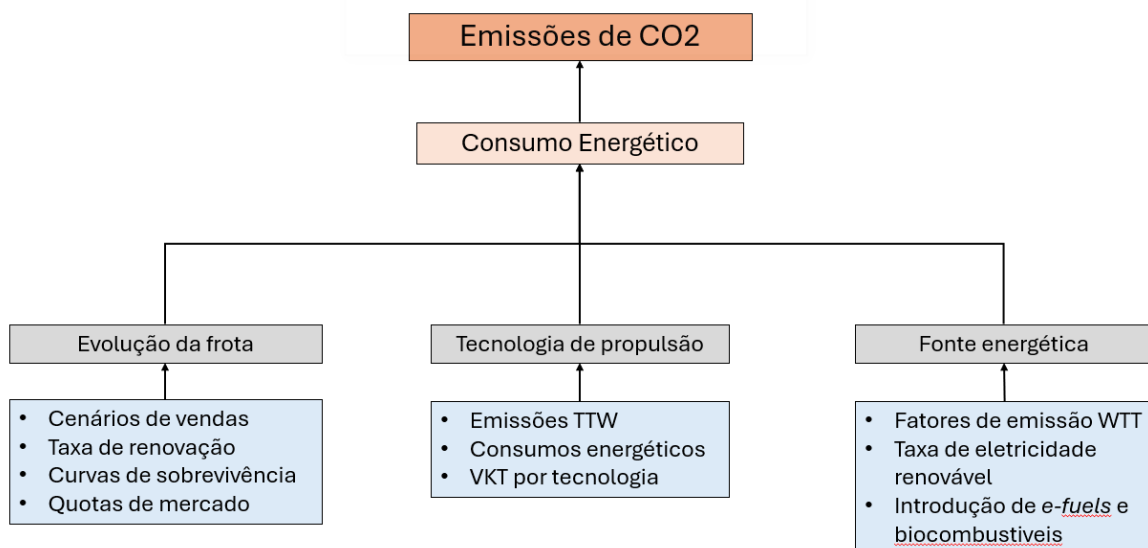 Emissões de CO2
Consumo Energético
Evolução da frota
Tecnologia de propulsão
Fonte energética
• Cenários de vendas
• Taxa de renovação
• Curvas de sobrevivência
• Quotas de mercado
• Emissões TTW
• Consumos energéticos
• VKT por tecnologia
• Fatores de emissão WTT
• Taxa de eletricidade
renovável
• Introdução de e-fuels e
biocombustiveis